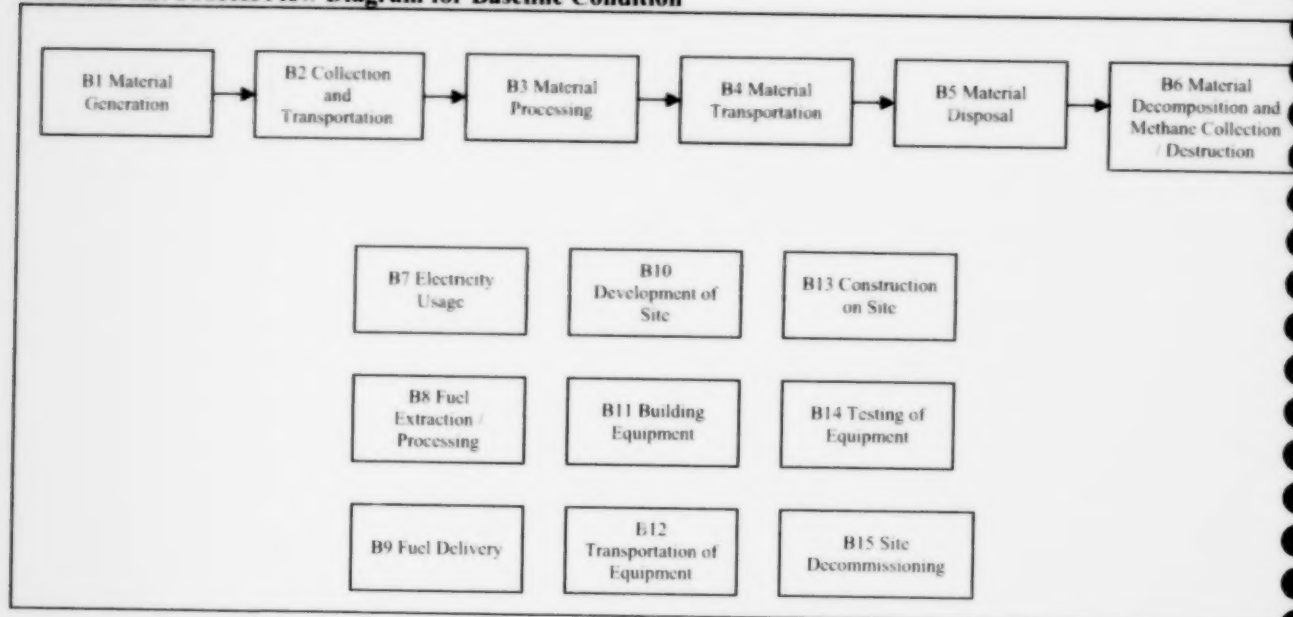 Process Flow Diagram for Baseline Condition
B1 Material
Generation
B2 Collection
and
Transportation
B3 Material
Processing
B4 Material
Transportation
B5 Material
Disposal
B6 Material
Decomposition and
Methane Collection
/ Destruction
B7 Electricity
Usage
B10
Development of
Site
B13 Construction
on Site
B8 Fuel
Extraction /
Processing
B11 Building
Equipment
B14 Testing of
Equipment
B9 Fuel Delivery
B12
Transportation of
Equipment
B15 Site
Decommissioning